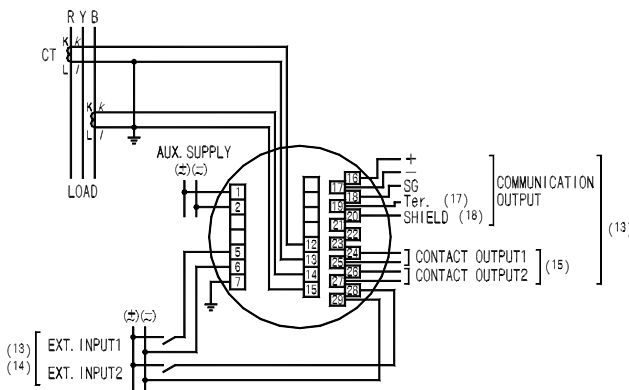 R Y B
K k
CT
L l
K k
L l
LOAD
AUX. SUPPLY
(±)(∼)
1
2
5
6
7
12
13
14
15
16
17
18
19
20
21
22
23
24
25
26
27
28
29
+
−
SG
Ter. (17)
SHIELD (18)
COMMUNICATION
OUTPUT
(13)
CONTACT OUTPUT1
CONTACT OUTPUT2
(15)
(±)(∼)
(13)
(14)
EXT. INPUT1
EXT. INPUT2